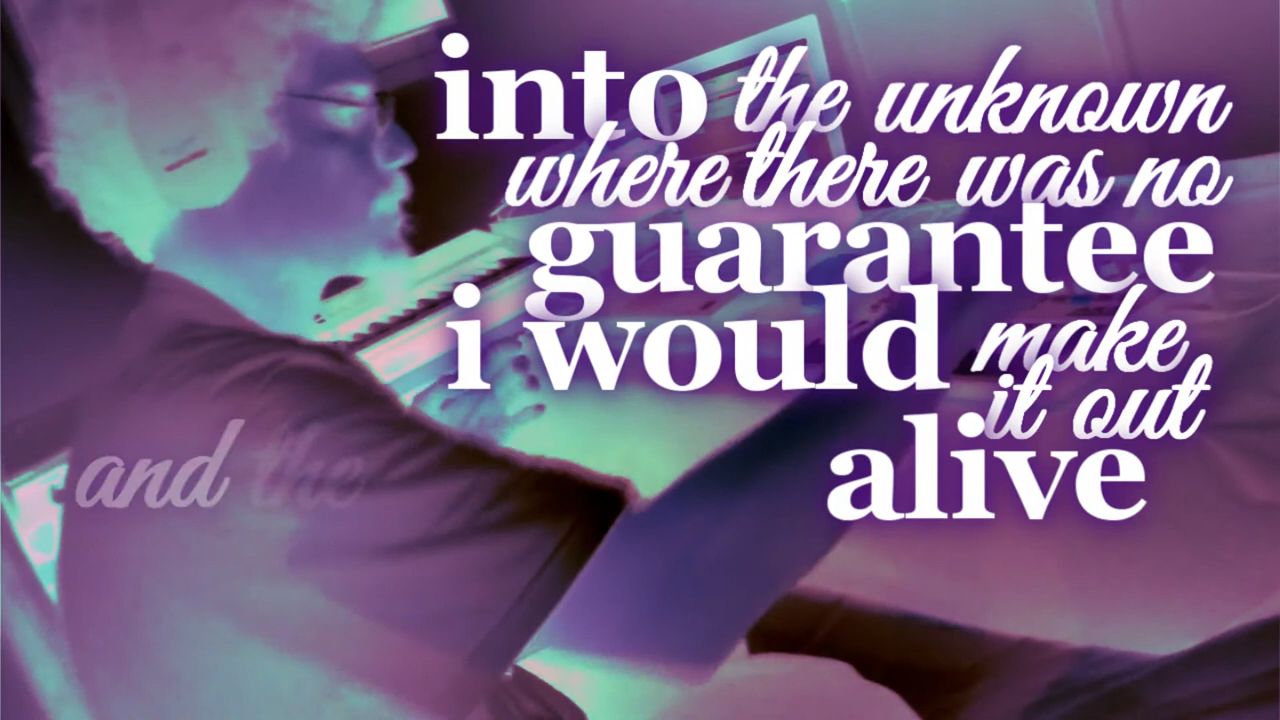 into the unknown
where there was no
guarantee
i would make
it out
alive
and the